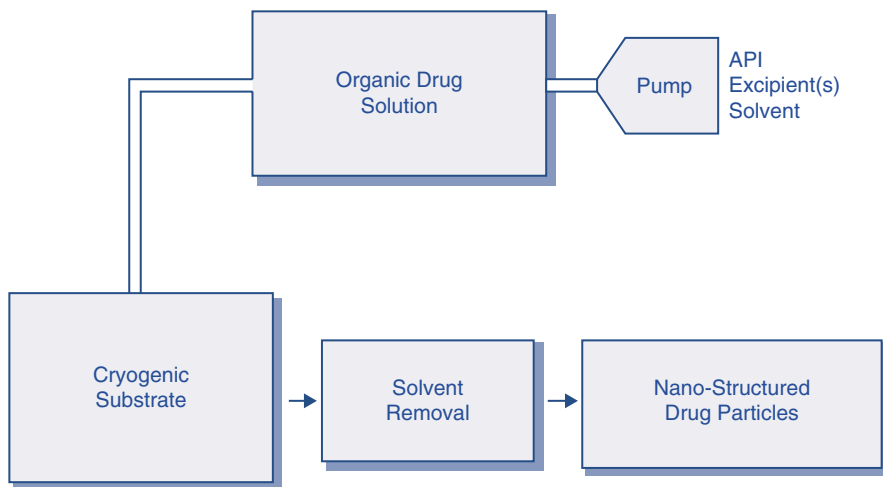 Organic Drug
Solution
Pump
API
Excipient(s)
Solvent
Cryogenic
Substrate
Solvent
Removal
Nano-Structured
Drug Particles